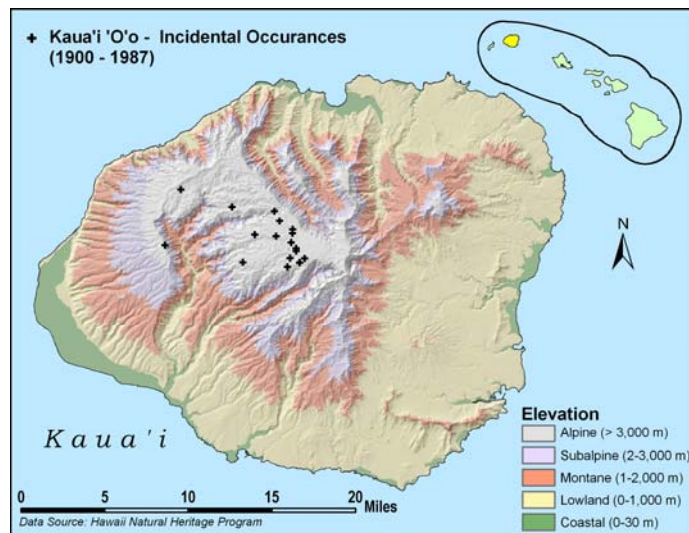 Kaua'i 'O'o - Incidental Occurances
(1900 - 1987)
N
Kaua'i
Elevation
Alpine (> 3,000 m)
Subalpine (2-3,000 m)
Montane (1-2,000 m)
Lowland (0-1,000 m)
Coastal (0-30 m)
0 5 10 15 20
Miles
Data Source: Hawaii Natural Heritage Program